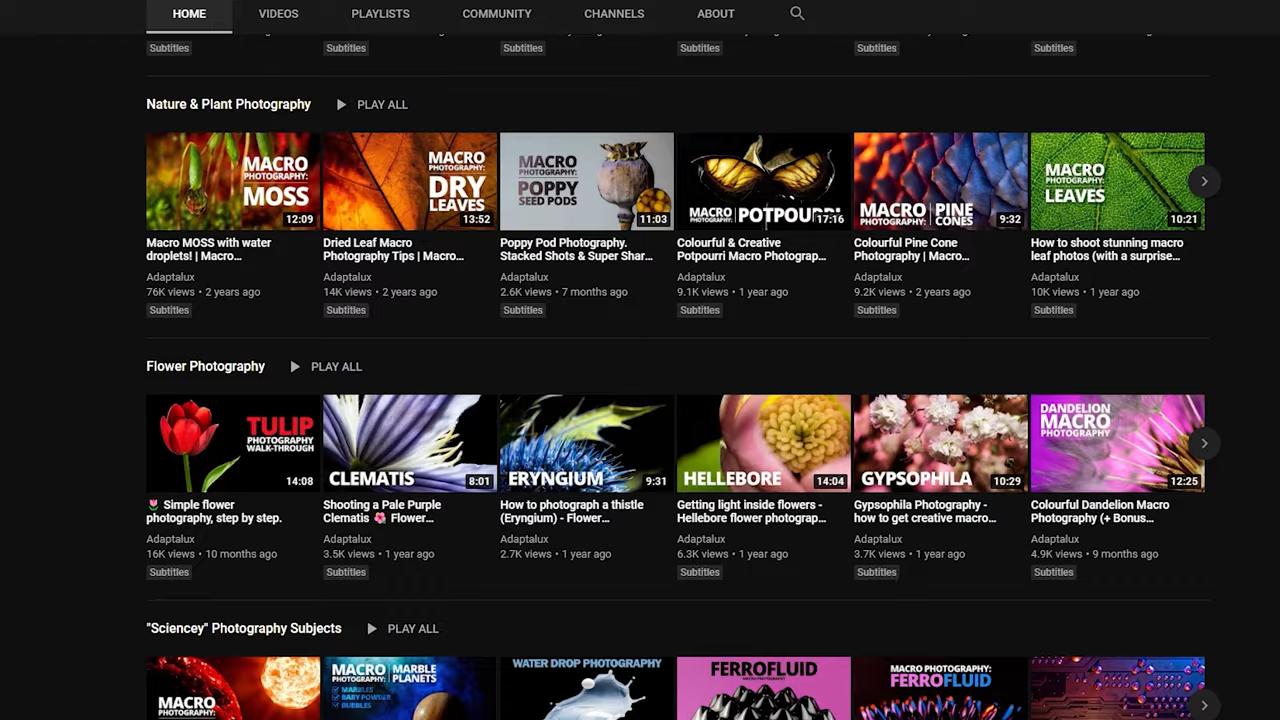 HOME VIDEOS PLAYLISTS COMMUNITY CHANNELS ABOUT
Subtitles Subtitles Subtitles Subtitles Subtitles Subtitles
Nature & Plant Photography PLAY ALL
MACRO
PHOTOGRAPHY:
MOSS
12:09
MACRO
PHOTOGRAPHY:
DRY
LEAVES
13:52
MACRO
PHOTOGRAPHY:
POPPY
SEED PODS
11:03
MACRO
PHOTOGRAPHY:
POTPOURRI
17:16
MACRO
PHOTOGRAPHY:
PINE
CONES
9:32
MACRO
PHOTOGRAPHY:
LEAVES
10:21
Macro MOSS with water
droplets! | Macro...
Adaptalux
76K views • 2 years ago
Subtitles
Dried Leaf Macro
Photography Tips | Macro...
Adaptalux
14K views • 2 years ago
Subtitles
Poppy Pod Photography.
Stacked Shots & Super Shar...
Adaptalux
2.6K views • 7 months ago
Subtitles
Colourful & Creative
Potpourri Macro Photograp...
Adaptalux
9.1K views • 1 year ago
Subtitles
Colourful Pine Cone
Photography | Macro...
Adaptalux
9.2K views • 2 years ago
Subtitles
How to shoot stunning macro
leaf photos (with a surprise...
Adaptalux
10K views • 1 year ago
Subtitles
Flower Photography PLAY ALL
TULIP
PHOTOGRAPHY
WALK-THROUGH
14:08
CLEMATIS
8:01
ERYNGIUM
9:31
HELLEBORE
14:04
GYPSOPHILA
10:29
DANDELION
MACRO
PHOTOGRAPHY
12:25
🌷 Simple flower
photography, step by step.
Adaptalux
16K views • 10 months ago
Subtitles
Shooting a Pale Purple
Clematis 🌸 Flower...
Adaptalux
3.5K views • 1 year ago
Subtitles
How to photograph a thistle
(Eryngium) - Flower...
Adaptalux
2.7K views • 1 year ago
Getting light inside flowers -
Hellebore flower photograp...
Adaptalux
6.3K views • 1 year ago
Subtitles
Gypsophila Photography -
how to get creative macro...
Adaptalux
3.7K views • 1 year ago
Colourful Dandelion Macro
Photography (+ Bonus...
Adaptalux
4.9K views • 9 months ago
Subtitles
"Sciencey" Photography Subjects PLAY ALL
MACRO
PHOTOGRAPHY:
MACRO
PHOTOGRAPHY:
MARBLE
PLANETS
MARBLES
BABY POWDER
BUBBLES
WATER DROP PHOTOGRAPHY
FERROFLUID
MACRO PHOTOGRAPHY
MACRO PHOTOGRAPHY:
FERROFLUID